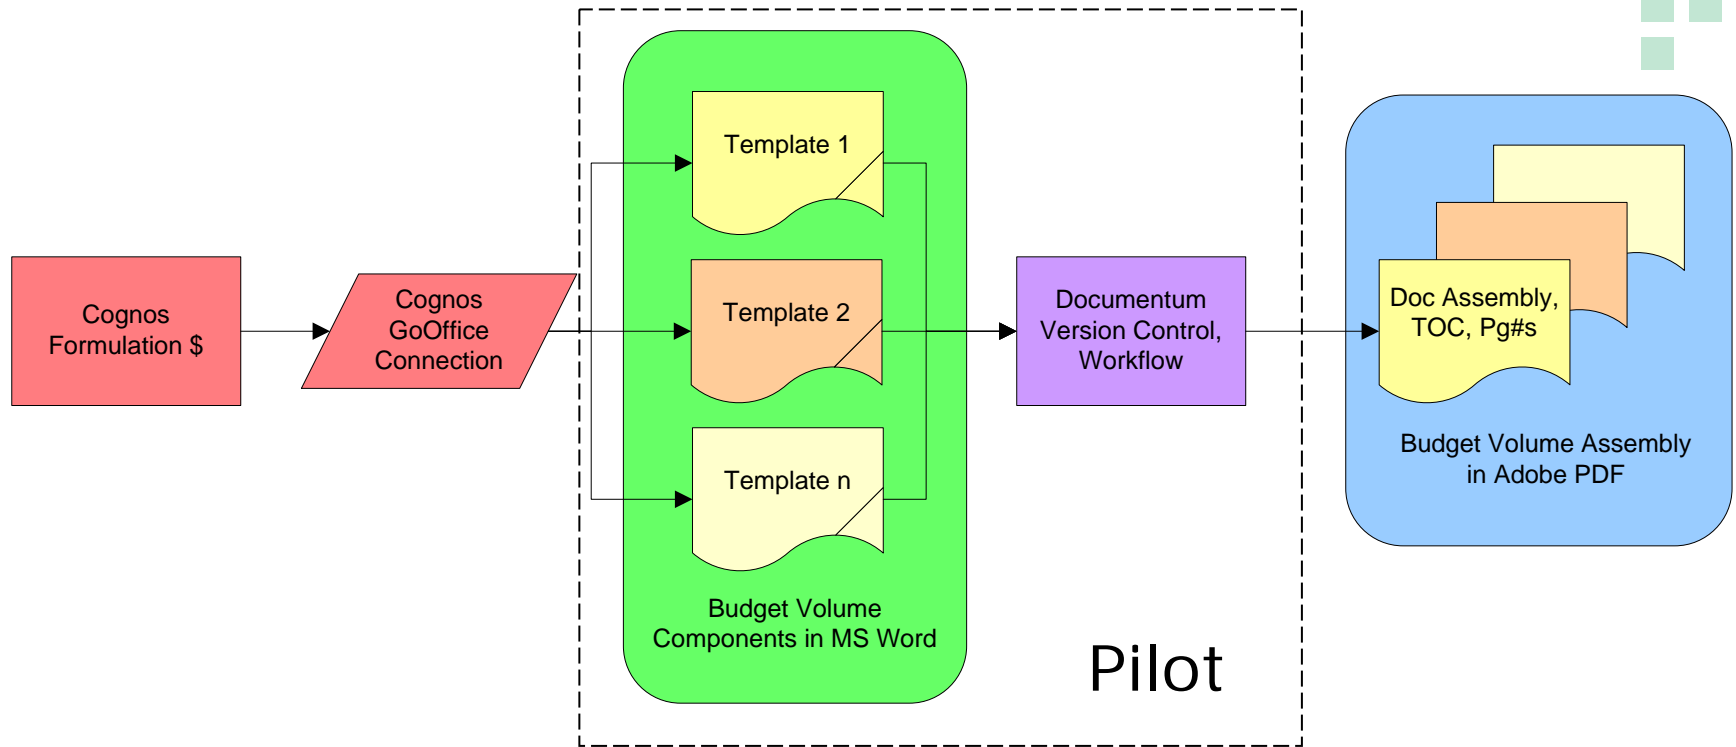 Cognos
Formulation $
Cognos
GoOffice
Connection
Template 1
Template 2
Template n
Budget Volume
Components in MS Word
Documentum
Version Control,
Workflow
Pilot
Doc Assembly,
TOC, Pg#s
Budget Volume Assembly
in Adobe PDF